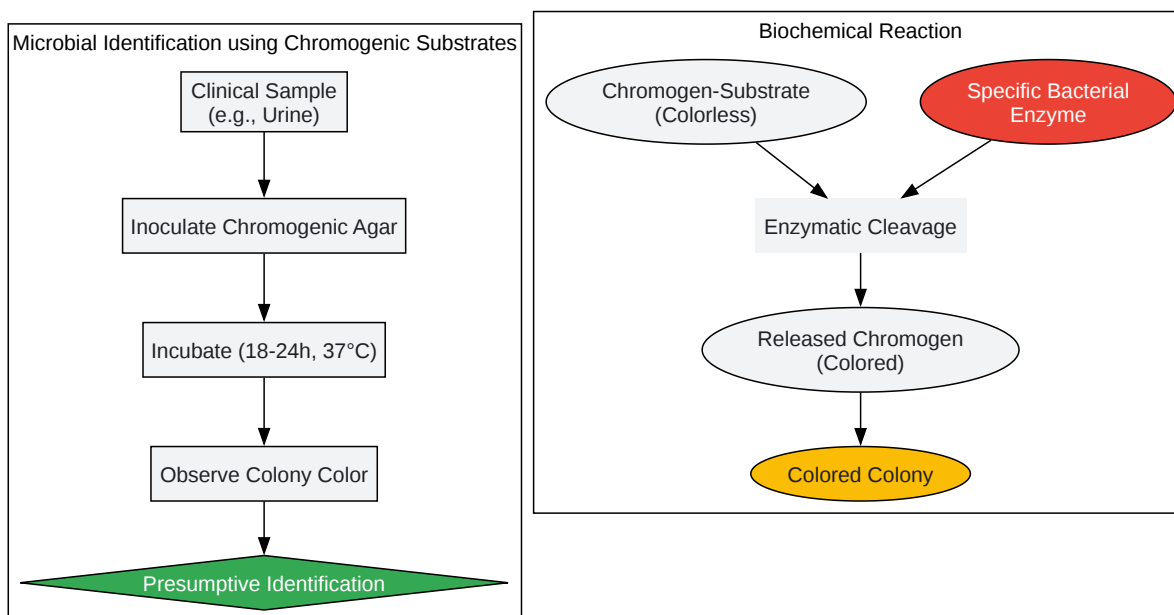 Microbial Identification using Chromogenic Substrates
Clinical Sample
(e.g., Urine)
Inoculate Chromogenic Agar
Incubate (18-24h, 37°C)
Observe Colony Color
Presumptive Identification
Biochemical Reaction
Chromogen-Substrate
(Colorless)
Specific Bacterial
Enzyme
Enzymatic Cleavage
Released Chromogen
(Colored)
Colored Colony